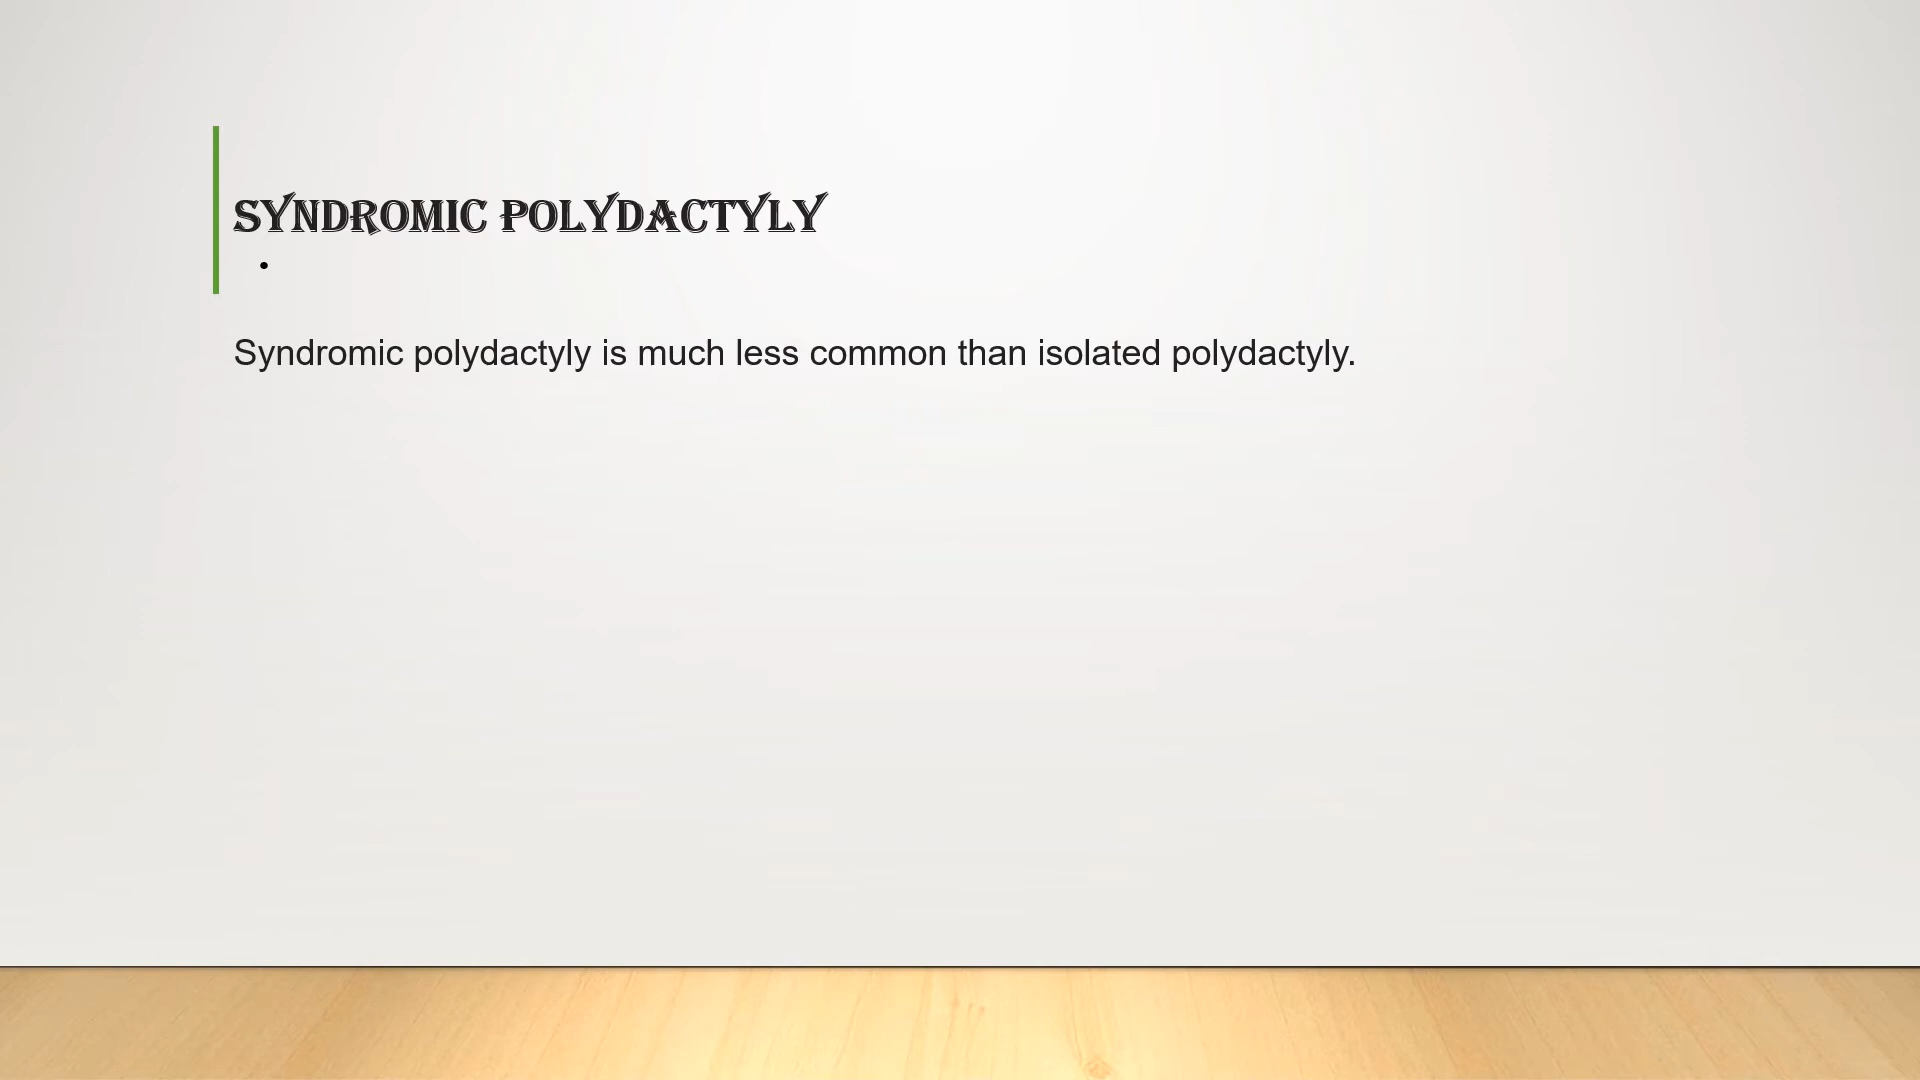 SYNDROMIC POLYDACTYLY
•
Syndromic polydactyly is much less common than isolated polydactyly.